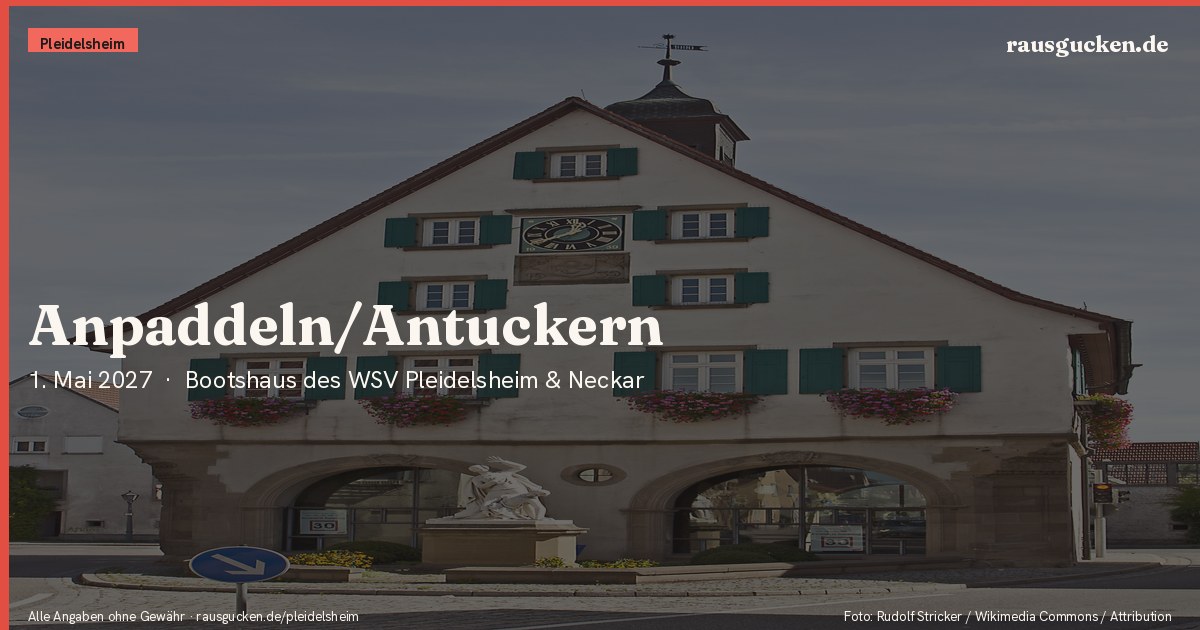 Pleidelsheim
rausgucken.de
Anpaddeln/Antuckern
1. Mai 2027 · Bootshaus des WSV Pleidelsheim & Neckar
30
Alle Angaben ohne Gewähr · rausgucken.de/pleidelsheim
Foto: Rudolf Stricker / Wikimedia Commons / Attribution